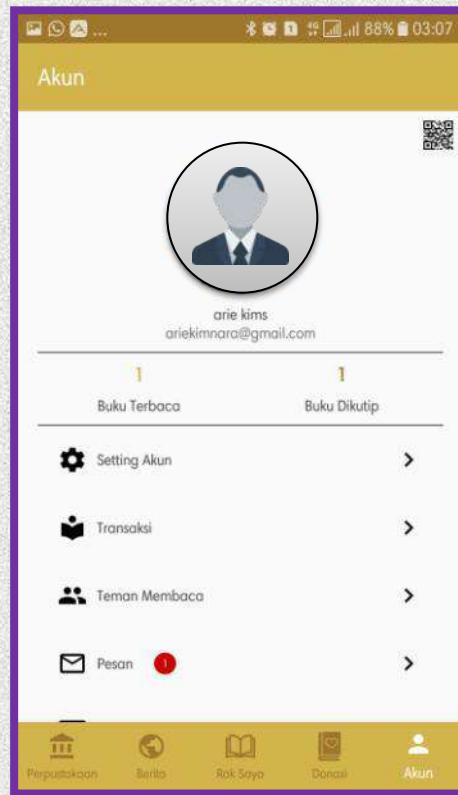 ... 4G 88% 03:07
Akun
arie kims
ariekimnara@gmail.com
1 1
Buku Terbaca Buku Dikutip
Setting Akun
Transaksi
Teman Membaca
Pesan 1
Perpustakaan Berita Rak Saya Donasi Akun